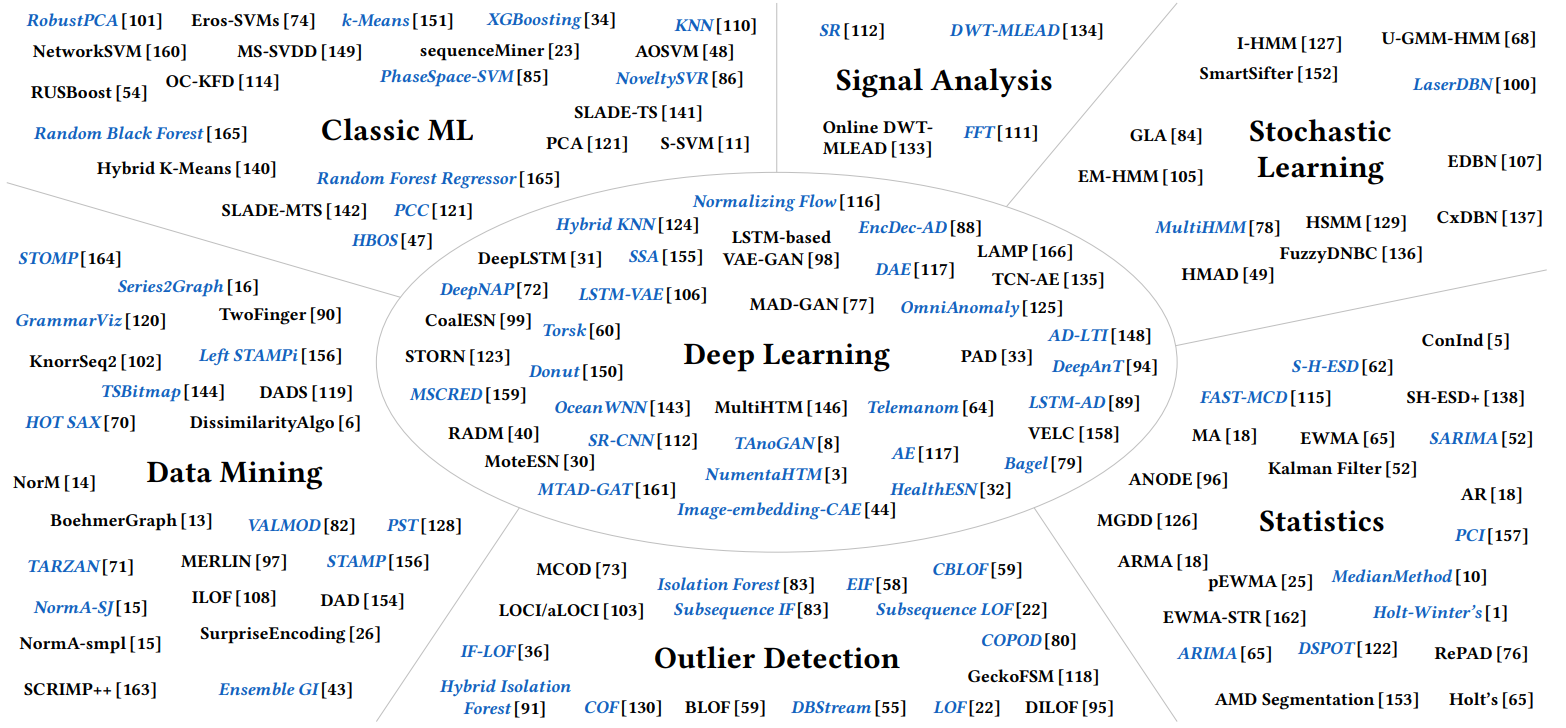 RobustPCA [101]
Eros-SVMs [74]
k-Means [151]
XGBoosting [34]
KNN [110]
NetworkSVM [160]
MS-SVDD [149]
sequenceMiner [23]
AOSVM [48]
RUSBoost [54]
OC-KFD [114]
PhaseSpace-SVM [85]
NoveltySVR [86]
SLADE-TS [141]
Random Black Forest [165]
Classic ML
PCA [121]
S-SVM [11]
Hybrid K-Means [140]
Random Forest Regressor [165]
SLADE-MTS [142]
PCC [121]
HBOS [47]
SR [112]
DWT-MLEAD [134]
Signal Analysis
Online DWT-
MLEAD [133]
FFT [111]
I-HMM [127]
U-GMM-HMM [68]
SmartSifter [152]
LaserDBN [100]
GLA [84]
Stochastic
Learning
EDBN [107]
EM-HMM [105]
MultiHMM [78]
HSMM [129]
CxDBN [137]
FuzzyDNBC [136]
HMAD [49]
Normalizing Flow [116]
Hybrid KNN [124]
EncDec-AD [88]
LSTM-based
VAE-GAN [98]
DeepLSTM [31]
SSA [155]
LAMP [166]
DAE [117]
TCN-AE [135]
DeepNAP [72]
LSTM-VAE [106]
MAD-GAN [77]
OmniAnomaly [125]
CoalESN [99]
Torsk [60]
AD-LTI [148]
STORN [123]
Deep Learning
PAD [33]
DeepAnT [94]
Donut [150]
MSCRED [159]
OceanWNN [143]
MultiHTM [146]
Telemanom [64]
LSTM-AD [89]
RADM [40]
SR-CNN [112]
TAnoGAN [8]
VELC [158]
MoteESN [30]
AE [117]
Bagel [79]
NumentaHTM [3]
MTAD-GAT [161]
HealthESN [32]
Image-embedding-CAE [44]
STOMP [164]
Series2Graph [16]
GrammarViz [120]
TwoFinger [90]
KnorrSeq2 [102]
Left STAMPi [156]
TSBitmap [144]
DADS [119]
HOT SAX [70]
DissimilarityAlgo [6]
Data Mining
NorM [14]
BoehmerGraph [13]
VALMOD [82]
PST [128]
TARZAN [71]
MERLIN [97]
STAMP [156]
NormA-SJ [15]
ILOF [108]
DAD [154]
NormA-smpl [15]
SurpriseEncoding [26]
SCRIMP++ [163]
Ensemble GI [43]
MCOD [73]
Isolation Forest [83]
EIF [58]
CBLOF [59]
LOCI/aLOCI [103]
Subsequence IF [83]
Subsequence LOF [22]
COPOD [80]
IF-LOF [36]
Outlier Detection
GeckoFSM [118]
Hybrid Isolation
Forest [91]
COF [130]
BLOF [59]
DBStream [55]
LOF [22]
DILOF [95]
ConInd [5]
S-H-ESD [62]
FAST-MCD [115]
SH-ESD+ [138]
MA [18]
EWMA [65]
SARIMA [52]
Kalman Filter [52]
ANODE [96]
AR [18]
MGDD [126]
Statistics
PCI [157]
ARMA [18]
pEWMA [25]
MedianMethod [10]
EWMA-STR [162]
Holt-Winter's [1]
ARIMA [65]
DSPOT [122]
RePAD [76]
AMD Segmentation [153]
Holt's [65]